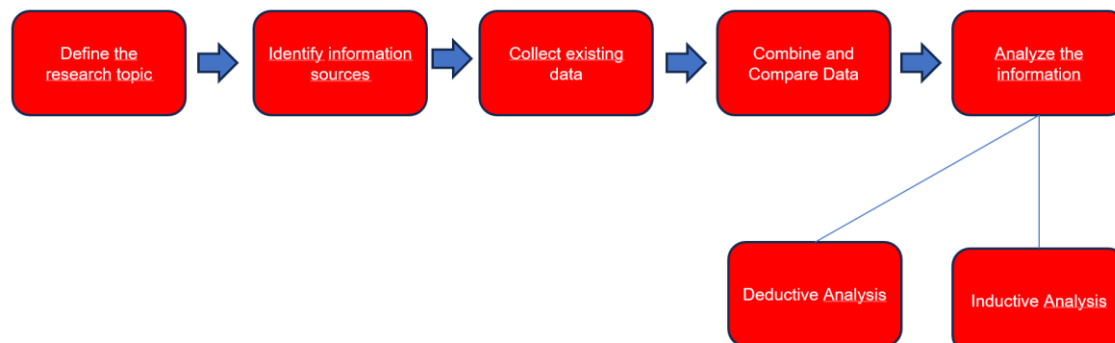 Define the
research topic
Identify information
sources
Collect existing
data
Combine and
Compare Data
Analyze the
information
Deductive Analysis
Inductive Analysis